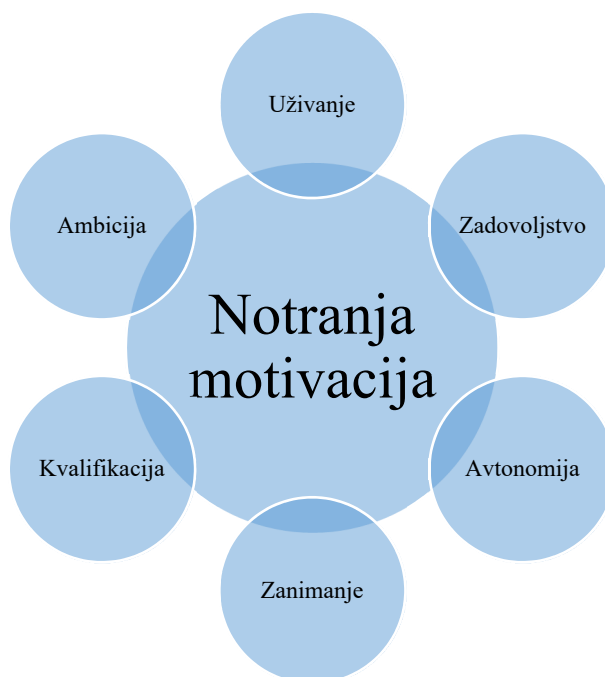 Uživanje
Ambicija
Zadovoljstvo
Notranja
motivacija
Kvalifikacija
Avtonomija
Zanimanje